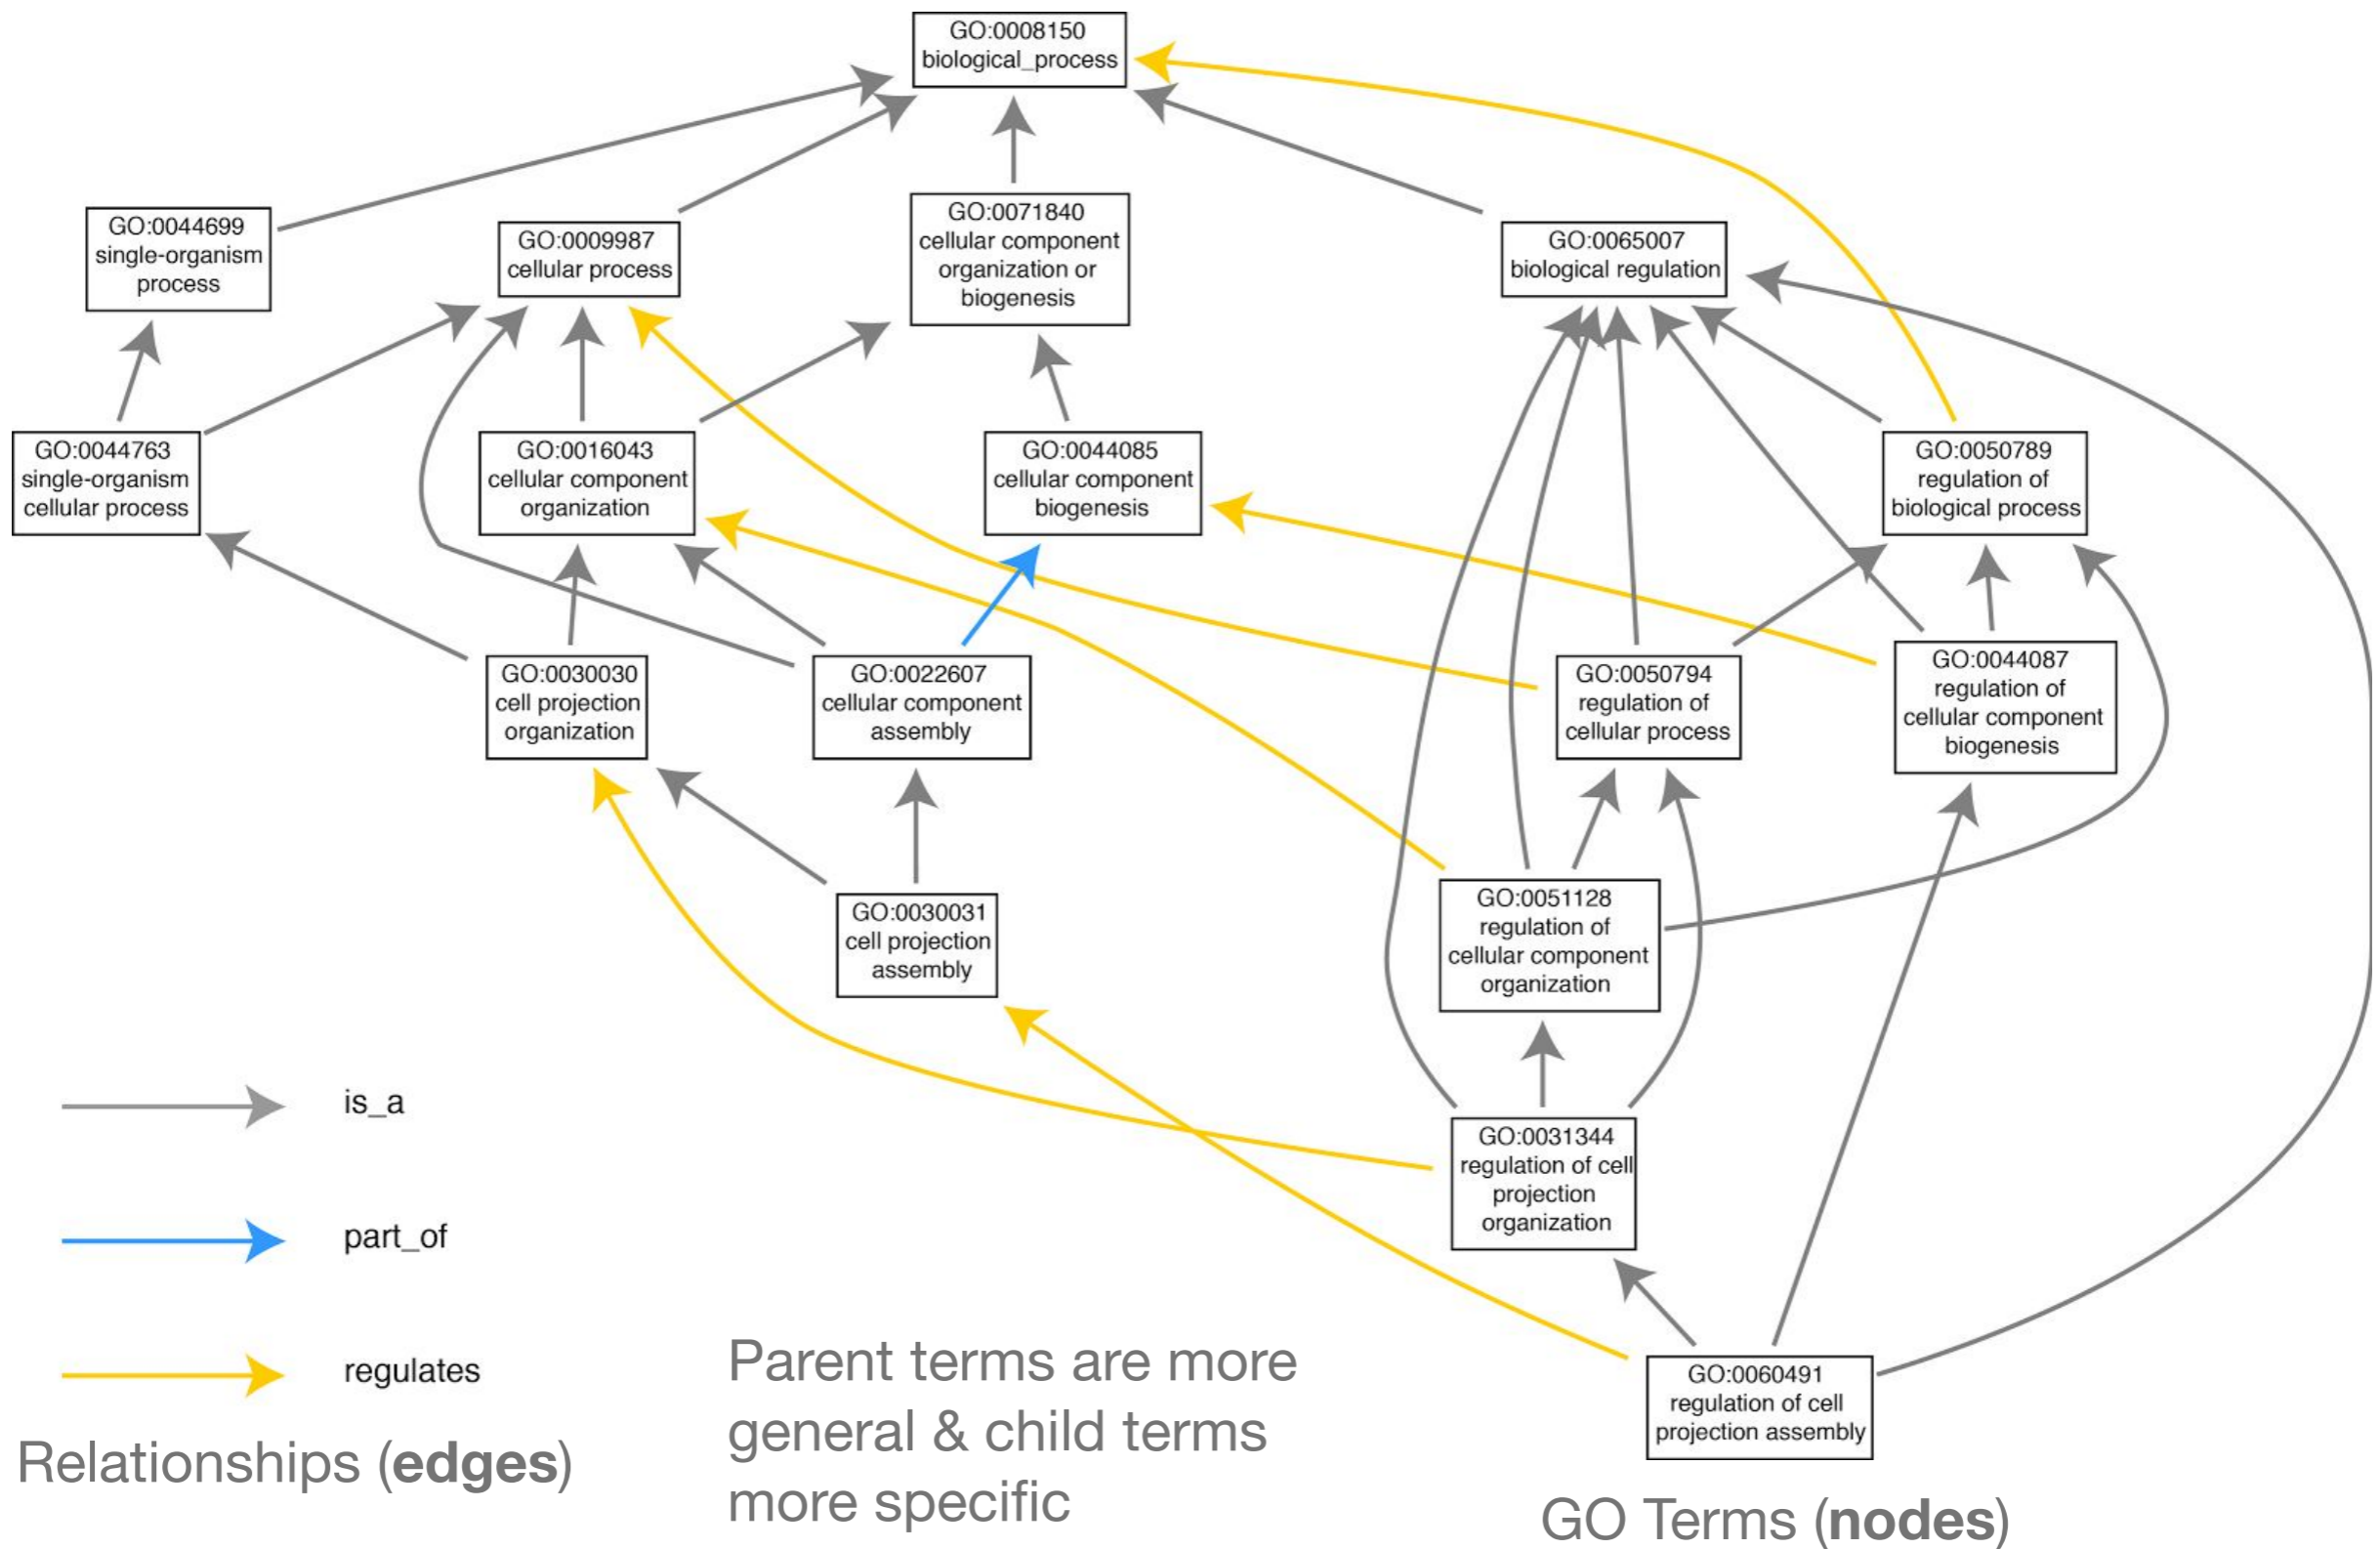 GO:0008150
biological_process
GO:0044699
single-organism
process
GO:0009987
cellular process
GO:0071840
cellular component
organization or
biogenesis
GO:0065007
biological regulation
GO:0044763
single-organism
cellular process
GO:0016043
cellular component
organization
GO:0044085
cellular component
biogenesis
GO:0050789
regulation of
biological process
GO:0030030
cell projection
organization
GO:0022607
cellular component
assembly
GO:0050794
regulation of
cellular process
GO:0044087
regulation of
cellular component
biogenesis
GO:0030031
cell projection
assembly
GO:0051128
regulation of
cellular component
organization
GO:0031344
regulation of cell
projection
organization
GO:0060491
regulation of cell
projection assembly
is_a
part_of
regulates
Relationships (edges)
Parent terms are more
general & child terms
more specific
GO Terms (nodes)